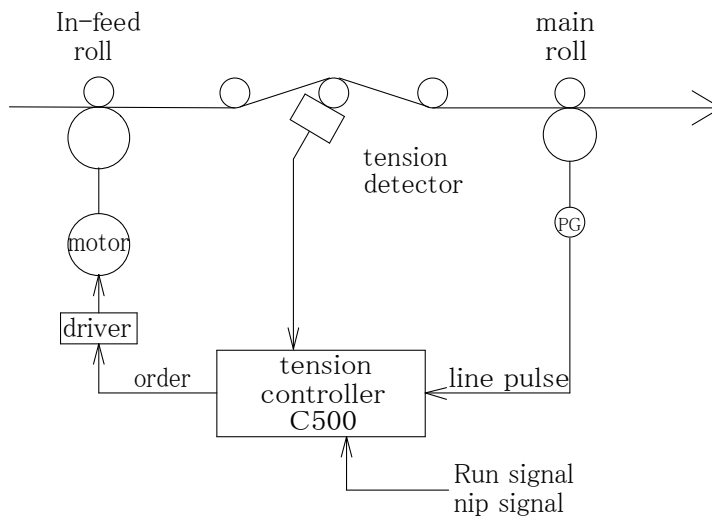 In-feed
roll
main
roll
tension
detector
PG
motor
driver
order
tension
controller
C500
line pulse
Run signal
nip signal